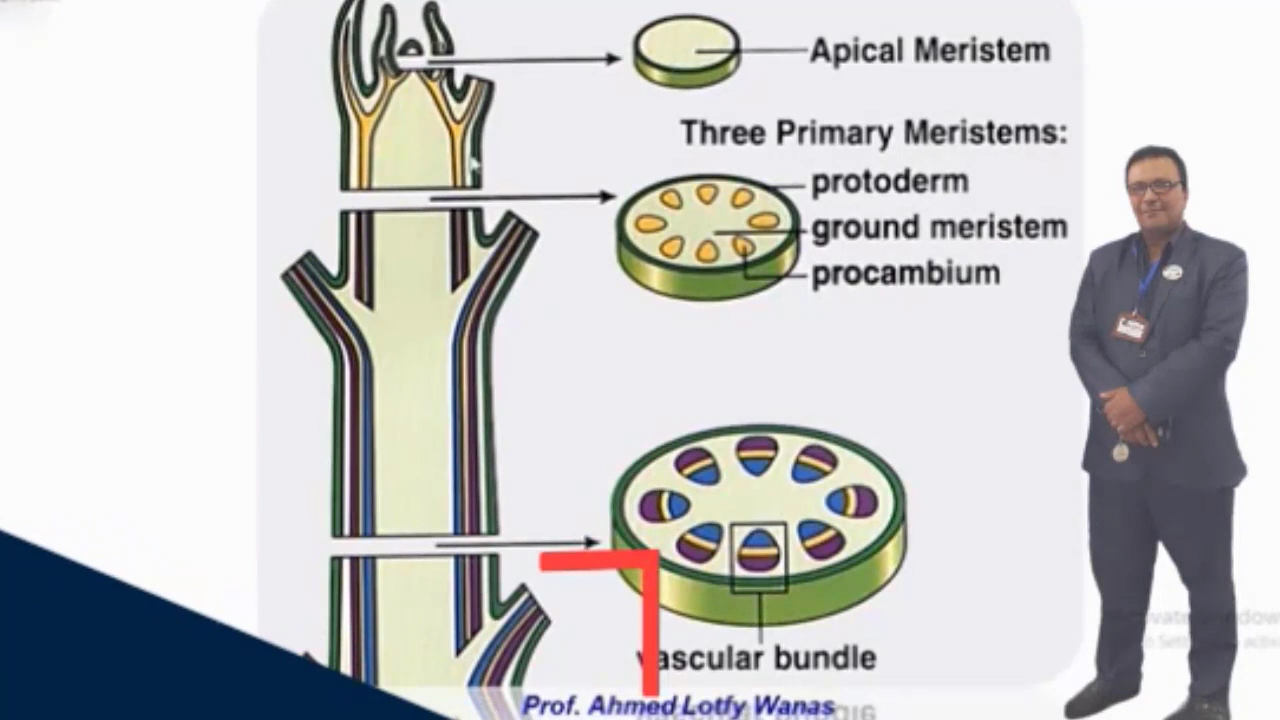 Apical Meristem
Three Primary Meristems:
protoderm
ground meristem
procambium
vascular bundle
Prof. Ahmed Lotfy Wanas